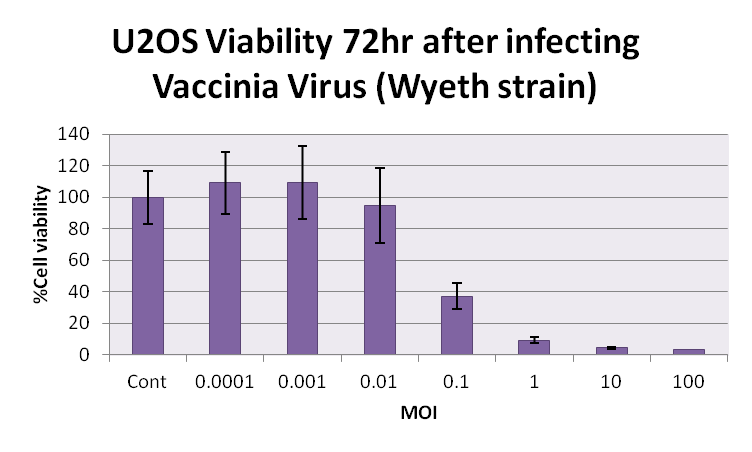 U2OS Viability 72hr after infecting
Vaccinia Virus (Wyeth strain)
%Cell viability
140
120
100
80
60
40
20
0
Cont 0.0001 0.001 0.01 0.1 1 10 100
MOI